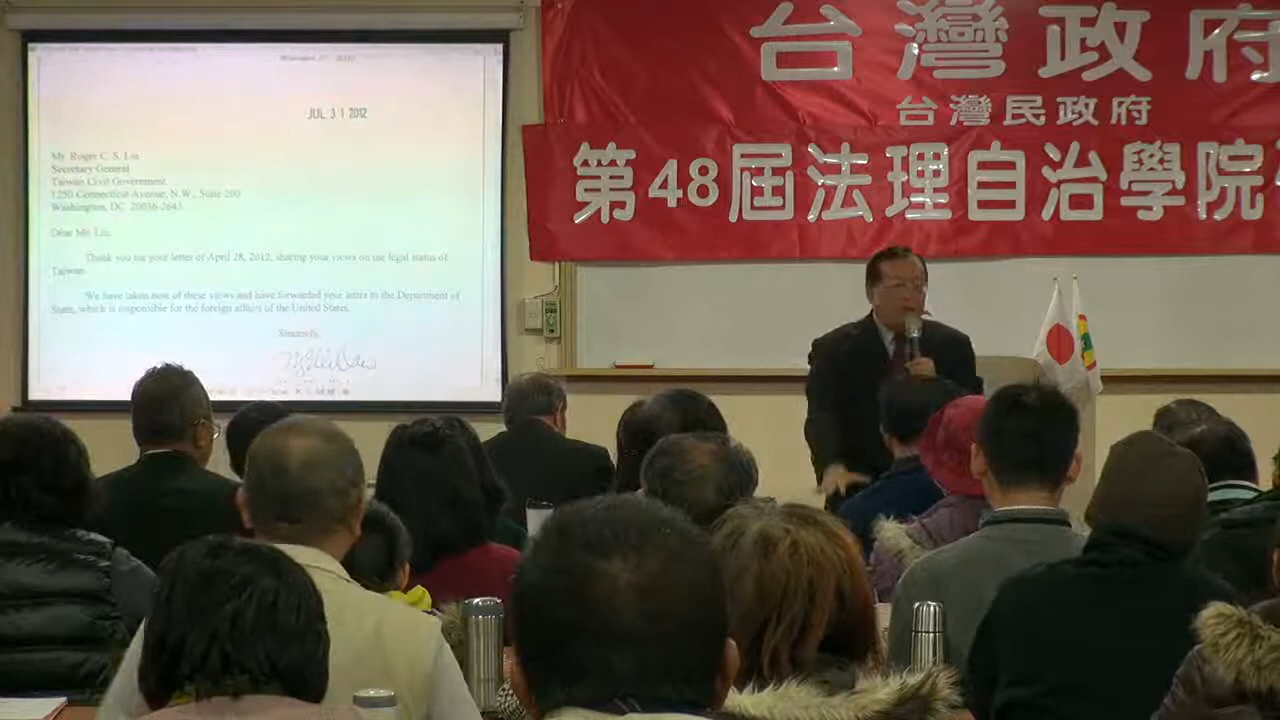 JUL 31 2012
Mr. Roger C. S. Lin
Secretary General
Taiwan Civil Government
1250 Connecticut Avenue, N.W., Suite 200
Washington, DC 20036-2643
Dear Mr. Lin:
Thank you for your letter of April 28, 2012, sharing your views on the legal status of
Taiwan.
We have taken note of these views and have forwarded your letter to the Department of
State, which is responsible for the foreign affairs of the United States.
Sincerely,
台灣政府
台灣民政府
第48屆法理自治學院